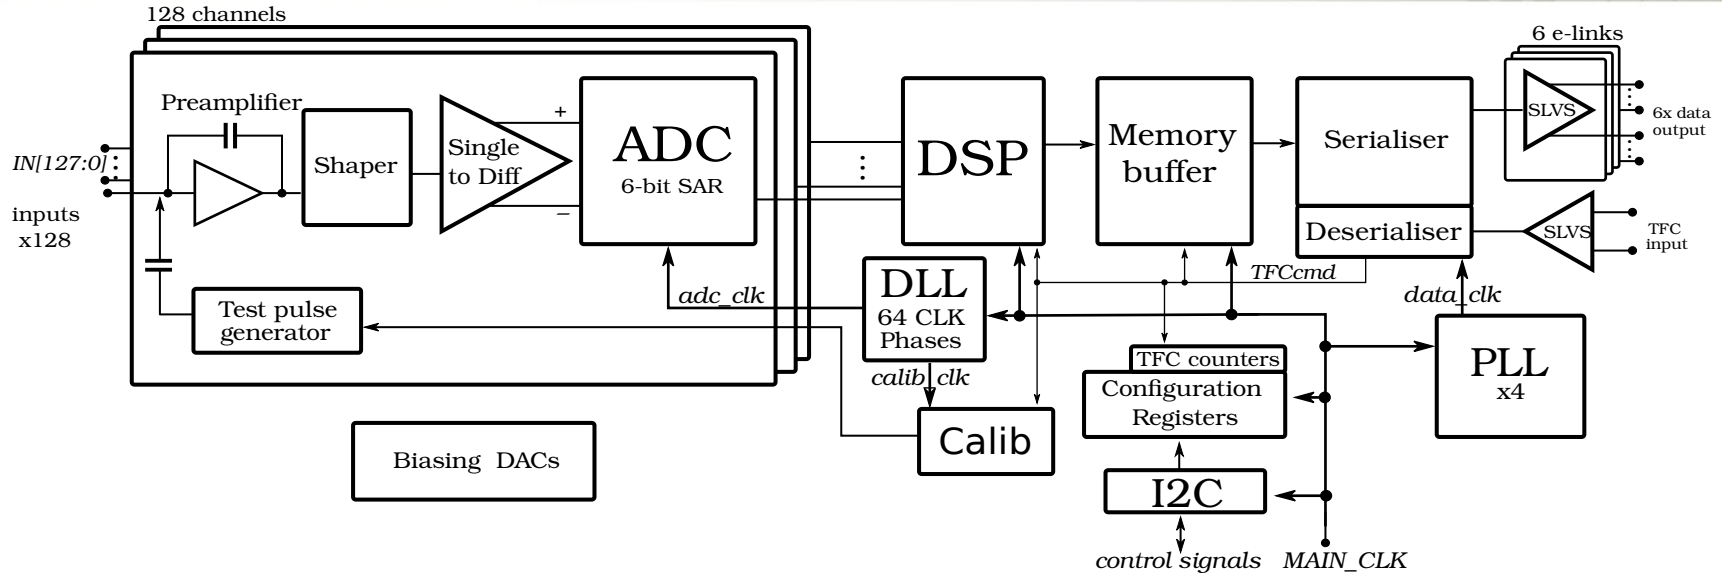 128 channels
6 e-links
Preamplifier
IN[127:0]
inputs
x128
Shaper
Single
to Diff
+
−
ADC
6-bit SAR
DSP
Memory
buffer
Serialiser
Deserialiser
SLVS
6x data
output
SLVS
TFC
input
TFCcmd
adc_clk
data_clk
Test pulse
generator
DLL
64 CLK
Phases
calib_clk
Calib
TFC counters
Configuration
Registers
PLL
x4
Biasing DACs
I2C
control signals
MAIN_CLK